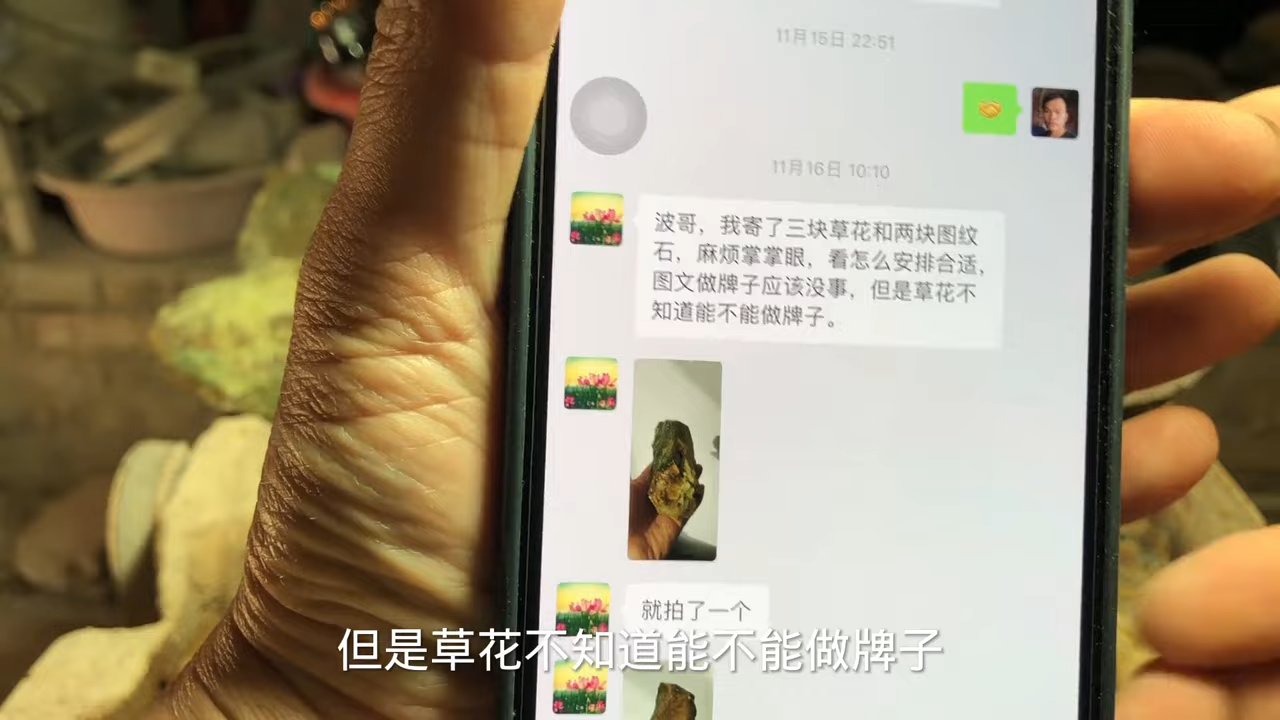 11月15日 22:51
11月16日 10:10
波哥，我寄了三块草花和两块图纹
石，麻烦掌掌眼，看怎么安排合适，
图文做牌子应该没事，但是草花不
知道能不能做牌子。
就拍了一个
但是草花不知道能不能做牌子